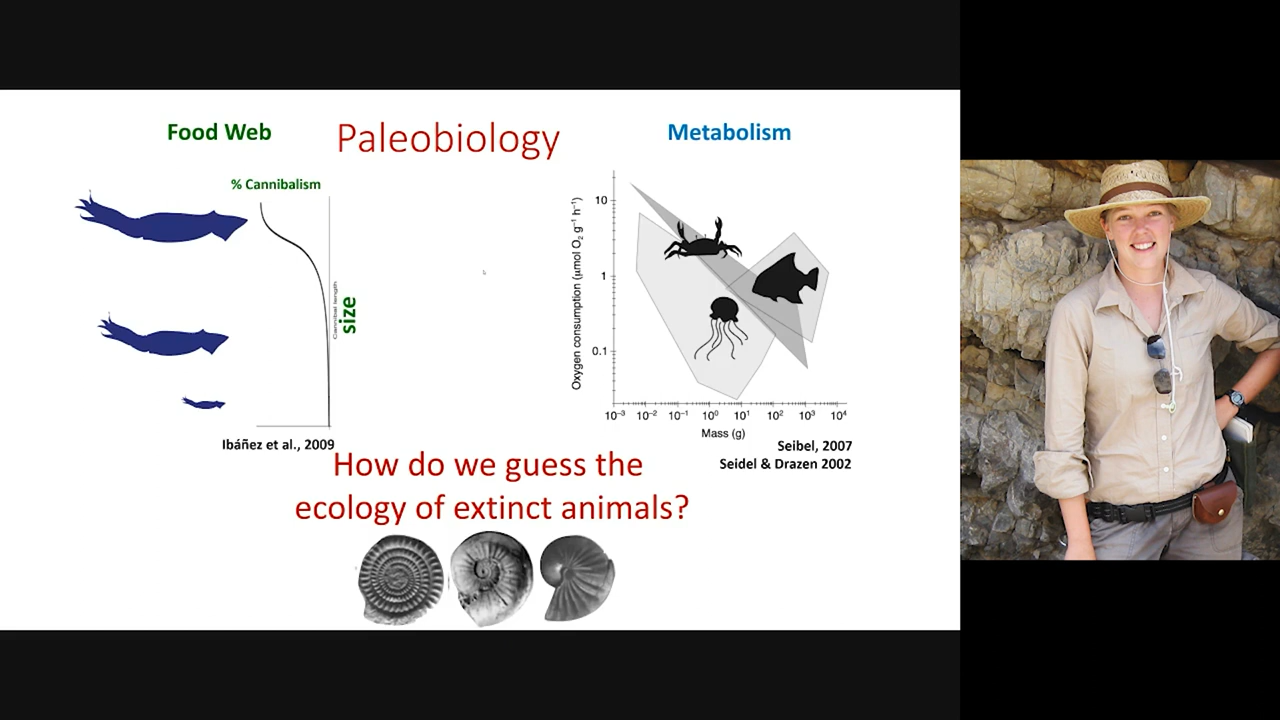 Food Web
Paleobiology
Metabolism
% Cannibalism
Cannibal length
size
Ibáñez et al., 2009
10
1
0.1
Oxygen consumption (µmol O₂ g⁻¹ h⁻¹)
10⁻³ 10⁻² 10⁻¹ 10⁰ 10¹ 10² 10³ 10⁴
Mass (g)
Seibel, 2007
Seidel & Drazen 2002
How do we guess the
ecology of extinct animals?